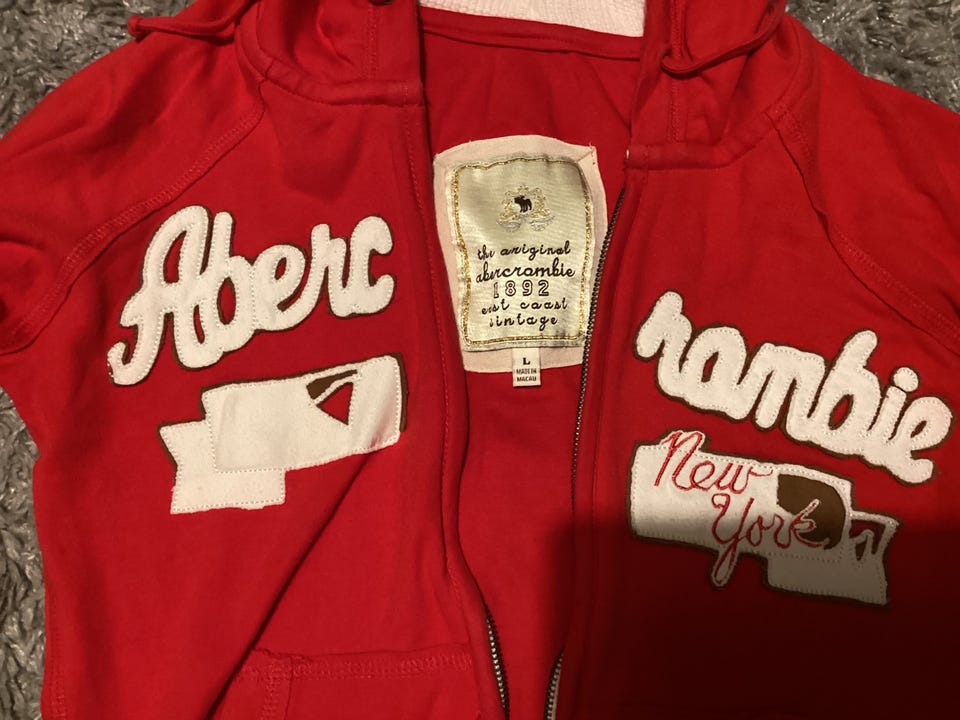 Aberc
rombie
New
York
the original
abercrombie
1892
east coast
vintage
L
MADE IN
MACAU